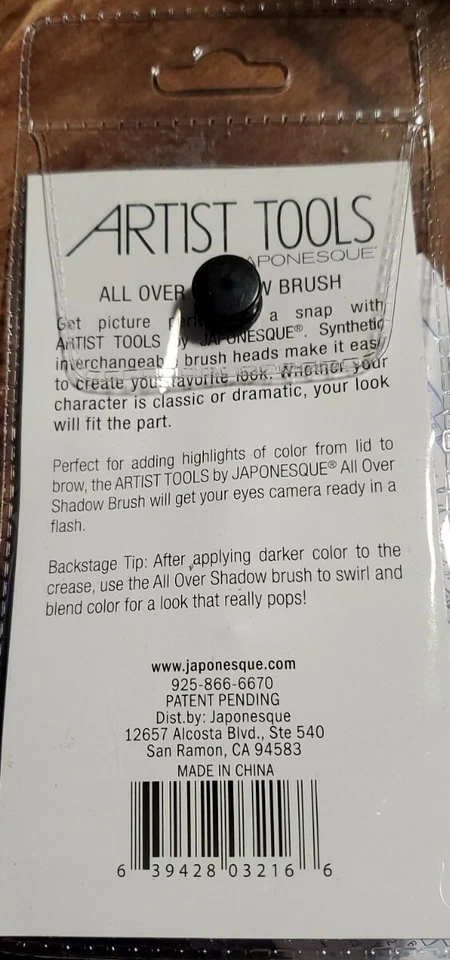 ARTIST TOOLS
APONESQUE
ALL OVER W BRUSH
Get picture a snap with
ARTIST TOOLS by JAPONESQUE®. Synthetic
interchangeable brush heads make it easy
to create your favorite look. Whether your
character is classic or dramatic, your look
will fit the part.
Perfect for adding highlights of color from lid to
brow, the ARTIST TOOLS by JAPONESQUE® All Over
Shadow Brush will get your eyes camera ready in a
flash.
Backstage Tip: After applying darker color to the
crease, use the All Over Shadow brush to swirl and
blend color for a look that really pops!
www.japonesque.com
925-866-6670
PATENT PENDING
Dist.by: Japonesque
12657 Alcosta Blvd., Ste 540
San Ramon, CA 94583
MADE IN CHINA
6 39428 03216 6